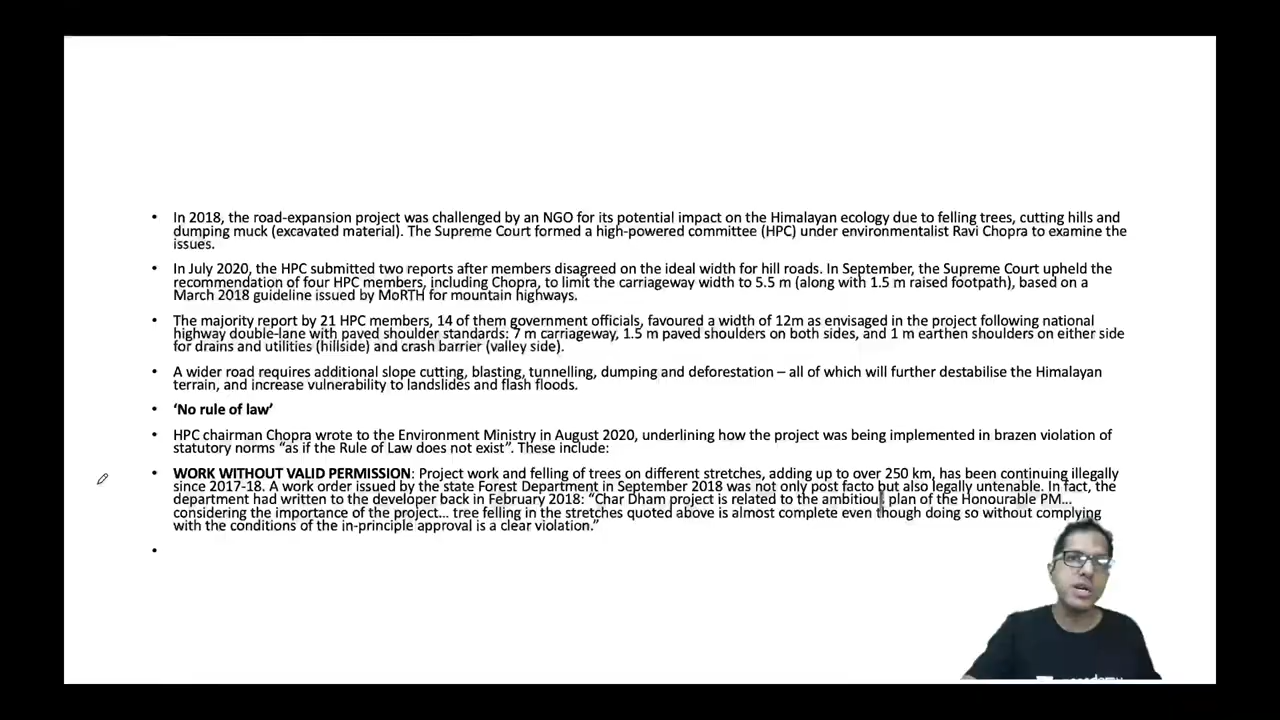 • In 2018, the road-expansion project was challenged by an NGO for its potential impact on the Himalayan ecology due to felling trees, cutting hills and
dumping muck (excavated material). The Supreme Court formed a high-powered committee (HPC) under environmentalist Ravi Chopra to examine the
issues.
• In July 2020, the HPC submitted two reports after members disagreed on the ideal width for hill roads. In September, the Supreme Court upheld the
recommendation of four HPC members, including Chopra, to limit the carriageway width to 5.5 m (along with 1.5 m raised footpath), based on a
March 2018 guideline issued by MoRTH for mountain highways.
• The majority report by 21 HPC members, 14 of them government officials, favoured a width of 12m as envisaged in the project following national
highway double-lane with paved shoulder standards: 7 m carriageway, 1.5 m paved shoulders on both sides, and 1 m earthen shoulders on either side
for drains and utilities (hillside) and crash barrier (valley side).
• A wider road requires additional slope cutting, blasting, tunnelling, dumping and deforestation – all of which will further destabilise the Himalayan
terrain, and increase vulnerability to landslides and flash floods.
• ‘No rule of law’
• HPC chairman Chopra wrote to the Environment Ministry in August 2020, underlining how the project was being implemented in brazen violation of
statutory norms “as if the Rule of Law does not exist”. These include:
• WORK WITHOUT VALID PERMISSION: Project work and felling of trees on different stretches, adding up to over 250 km, has been continuing illegally
since 2017-18. A work order issued by the state Forest Department in September 2018 was not only post facto but also legally untenable. In fact, the
department had written to the developer back in February 2018: “Char Dham project is related to the ambitious plan of the Honourable PM…
considering the importance of the project… tree felling in the stretches quoted above is almost complete even though doing so without complying
with the conditions of the in-principle approval is a clear violation.”
•